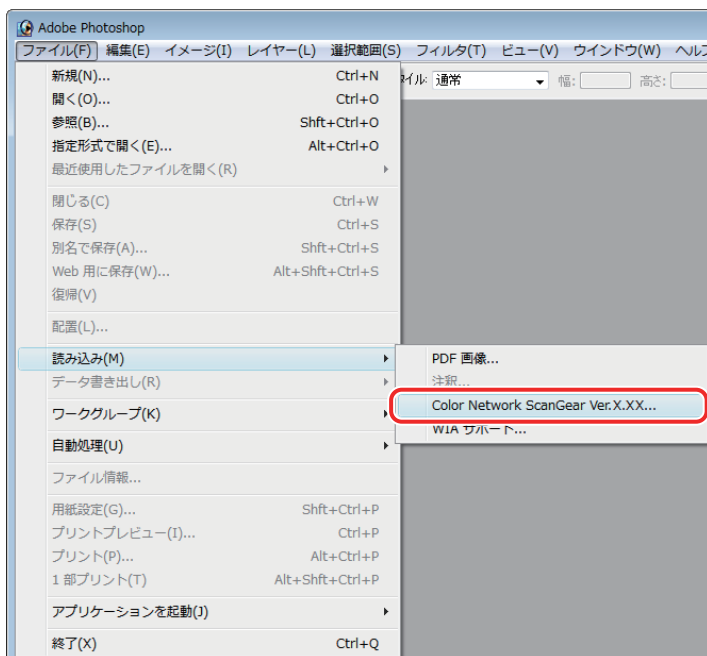 Adobe Photoshop
ファイル(F) 編集(E) イメージ(I) レイヤー(L) 選択範囲(S) フィルタ(T) ビュー(V) ウインドウ(W) ヘル
新規(N)... Ctrl+N
イル: 通常 幅: 高さ:
開く(O)... Ctrl+O
参照(B)... Shft+Ctrl+O
指定形式で開く(E)... Alt+Ctrl+O
最近使用したファイルを開く(R)
閉じる(C) Ctrl+W
保存(S) Ctrl+S
別名で保存(A)... Shft+Ctrl+S
Web 用に保存(W)... Alt+Shft+Ctrl+S
復帰(V)
配置(L)...
読み込み(M)
データ書き出し(R)
ワークグループ(K)
自動処理(U)
ファイル情報...
用紙設定(G)... Shft+Ctrl+P
プリントプレビュー(I)... Ctrl+P
プリント(P)... Alt+Ctrl+P
1 部プリント(T) Alt+Shft+Ctrl+P
アプリケーションを起動(J)
終了(X) Ctrl+Q
PDF 画像...
注釈...
Color Network ScanGear Ver.X.XX...
WIA サポート...